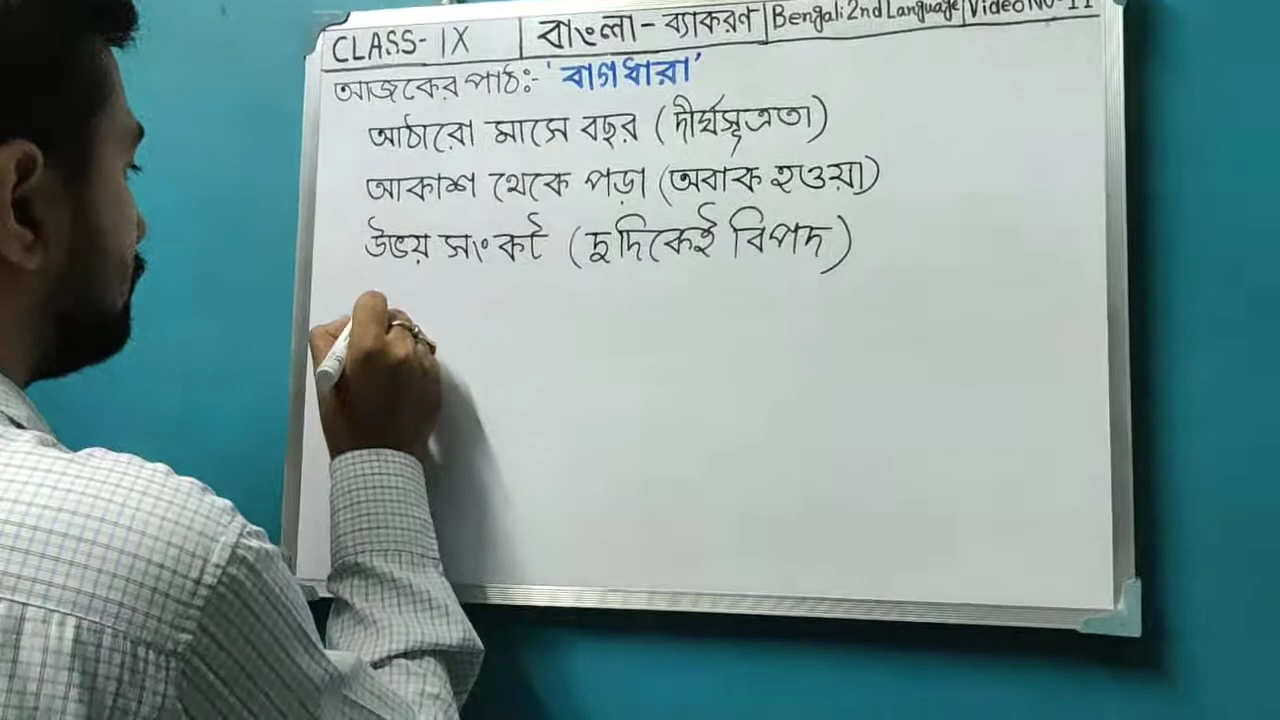 CLASS- IX | বাংলা - ব্যাকরণ | Bengali 2nd Language | Video No-11
আজকের পাঠঃ- 'বাগধারা'
আঠারো মাসে বছর (দীর্ঘসূত্রতা)
আকাশ থেকে পড়া (অবাক হওয়া)
উভয় সংকট (দুদিকেই বিপদ)